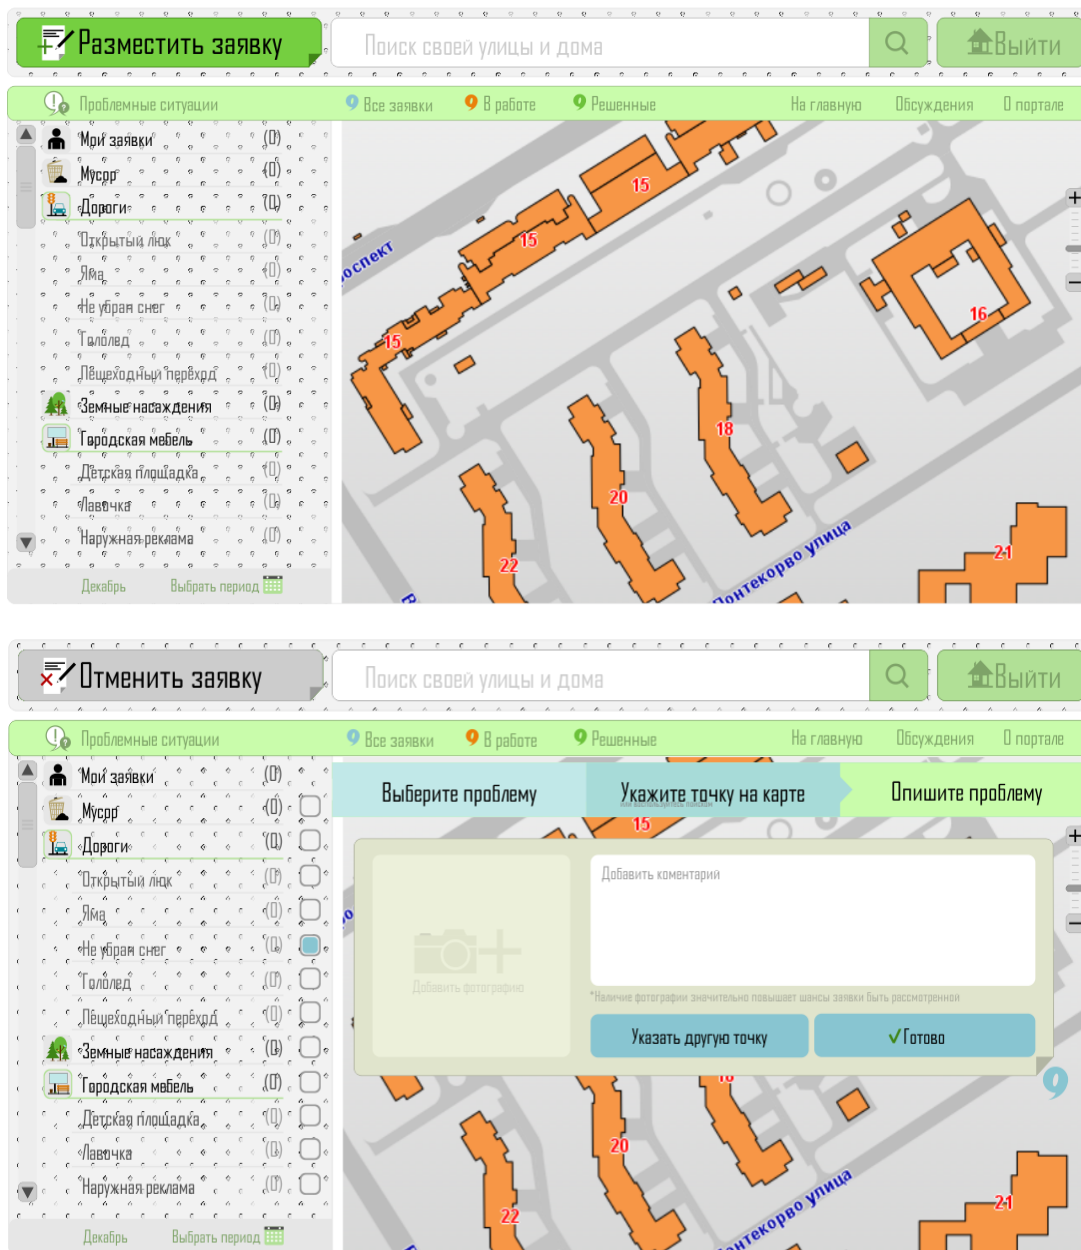 Разместить заявку
Поиск своей улицы и дома
Выйти
Проблемные ситуации
Все заявки
В работе
Решенные
На главную
Обсуждения
О портале
Мои заявки (0)
Мусор (0)
Дороги (0)
Открытый люк (0)
Яма (0)
Не убран снег (0)
Гололед (0)
Пешеходный переход (0)
Земные насаждения (0)
Городская мебель (0)
Детская площадка (0)
Лавочка (0)
Наружная реклама (0)
Декабрь
Выбрать период
15
15
15
16
18
20
22
21
оспект
Понтекорво улица
+
−
Отменить заявку
Поиск своей улицы и дома
Выйти
Проблемные ситуации
Все заявки
В работе
Решенные
На главную
Обсуждения
О портале
Мои заявки (0)
Мусор (0)
Дороги (0)
Открытый люк (0)
Яма (0)
Не убран снег (0)
Гололед (0)
Пешеходный переход (0)
Земные насаждения (0)
Городская мебель (0)
Детская площадка (0)
Лавочка (0)
Наружная реклама (0)
Декабрь
Выбрать период
Выберите проблему
Укажите точку на карте
или воспользуйтесь поиском
Опишите проблему
15
Добавить коментарий
Добавить фотографию
*Наличие фотографии значительно повышает шансы заявки быть рассмотренной
Указать другую точку
Готово
18
20
22
21
нтекорво улица
+
−